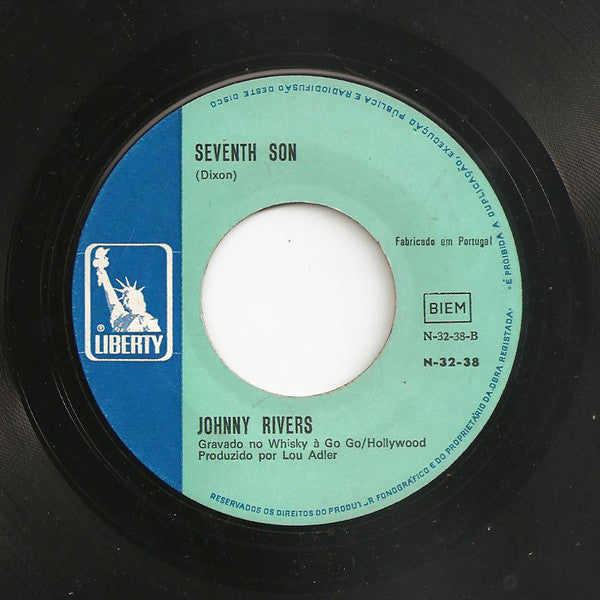 SEVENTH SON
(Dixon)
Fabricado em Portugal
® LIBERTY
BIEM
N-32-38-B
N-32-38
JOHNNY RIVERS
Gravado no Whisky à Go Go/Hollywood
Produzido por Lou Adler
RESERVADOS OS DIREITOS DO PRODUTOR FONOGRÁFICO E DO PROPRIETÁRIO DA OBRA REGISTADA · É PROIBIDA A DUPLICAÇÃO, EXECUÇÃO PÚBLICA E RADIODIFUSÃO DESTE DISCO